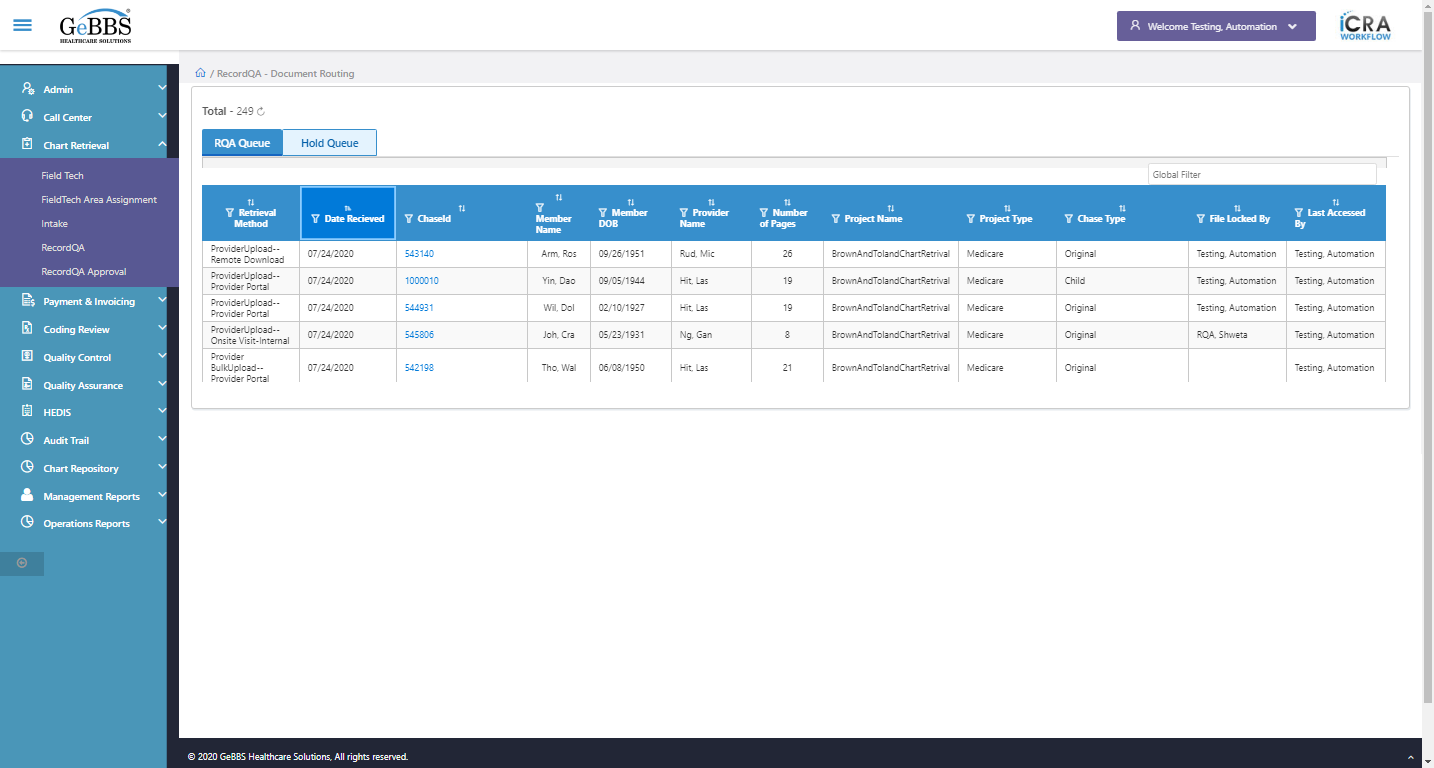 GeBBS
HEALTHCARE SOLUTIONS
Welcome Testing, Automation
iCRA
WORKFLOW
/ RecordQA - Document Routing
Admin
Call Center
Chart Retrieval
Field Tech
FieldTech Area Assignment
Intake
RecordQA
RecordQA Approval
Payment & Invoicing
Coding Review
Quality Control
Quality Assurance
HEDIS
Audit Trail
Chart Repository
Management Reports
Operations Reports
Total - 249
RQA Queue Hold Queue
Global Filter
Retrieval
Method
Date Recieved
ChaseId
Member
Name
Member
DOB
Provider
Name
Number
of Pages
Project Name
Project Type
Chase Type
File Locked By
Last Accessed
By
ProviderUpload--
Remote Download
07/24/2020 543140 Arm, Ros 09/26/1951 Rud, Mic 26 BrownAndTolandChartRetrival Medicare Original Testing, Automation Testing, Automation
ProviderUpload--
Provider Portal
07/24/2020 1000010 Yin, Dao 09/05/1944 Hit, Las 19 BrownAndTolandChartRetrival Medicare Child Testing, Automation Testing, Automation
ProviderUpload--
Provider Portal
07/24/2020 544931 Wil, Dol 02/10/1927 Hit, Las 19 BrownAndTolandChartRetrival Medicare Original Testing, Automation Testing, Automation
ProviderUpload--
Onsite Visit-Internal
07/24/2020 545806 Joh, Cra 05/23/1931 Ng, Gan 8 BrownAndTolandChartRetrival Medicare Original RQA, Shweta Testing, Automation
Provider
BulkUpload--
Provider Portal
07/24/2020 542198 Tho, Wal 06/08/1950 Hit, Las 21 BrownAndTolandChartRetrival Medicare Original Testing, Automation
© 2020 GeBBS Healthcare Solutions, All rights reserved.